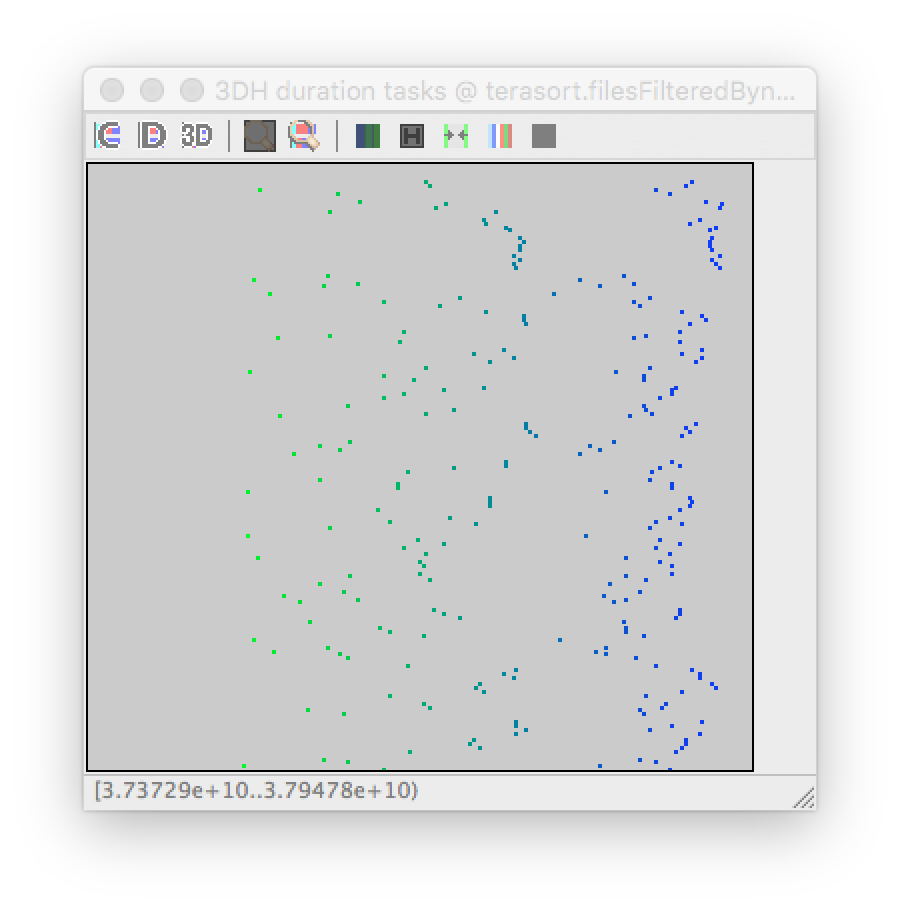 3DH duration tasks @ terasort.filesFilteredByn...
C D 3D H
[3.73729e+10..3.79478e+10)